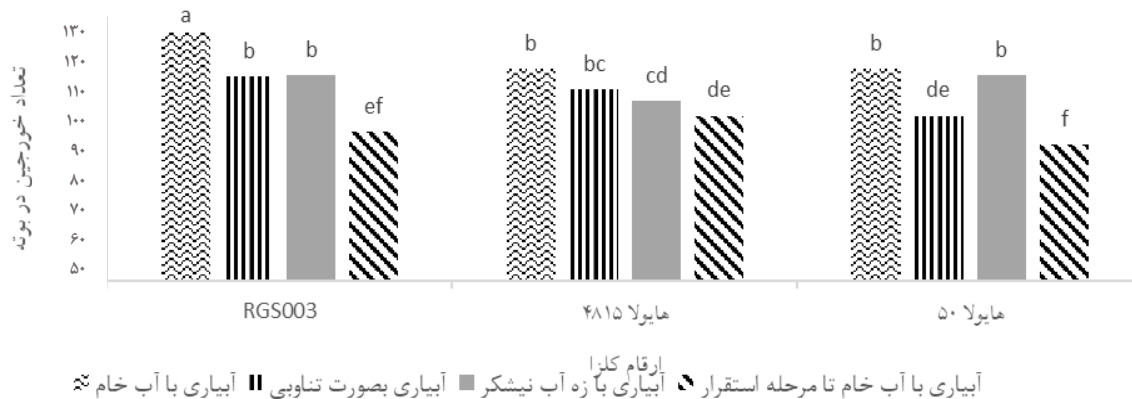 تعداد خورجین در بوته
۱۳۰
۱۲۰
۱۱۰
۱۰۰
۹۰
۸۰
۷۰
۶۰
۵۰
a b b ef
b bc cd de
b de b f
RGS003 هایولا ۴۸۱۵ هایولا ۵۰
ارقام کلزا
آبیاری با آب خام آبیاری بصورت تناوبی آبیاری با زه آب نیشکر آبیاری با آب خام تا مرحله استقرار